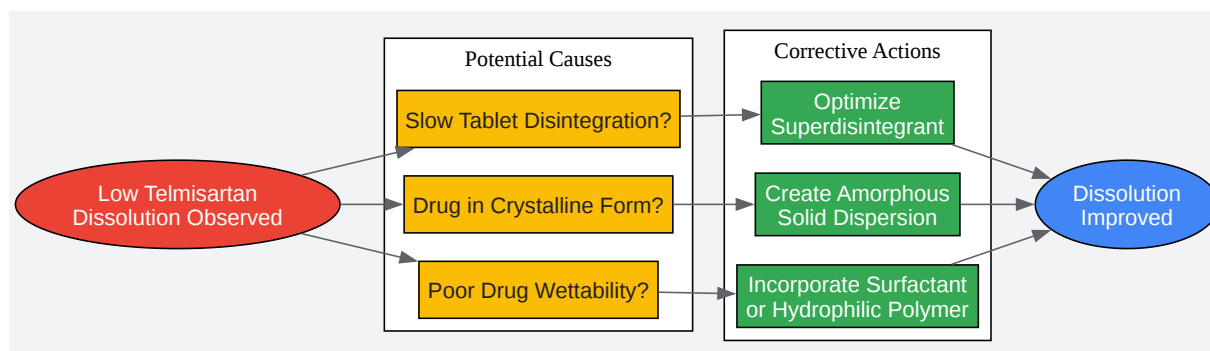 Low Telmisartan
Dissolution Observed
Potential Causes
Slow Tablet Disintegration?
Drug in Crystalline Form?
Poor Drug Wettability?
Corrective Actions
Optimize
Superdisintegrant
Create Amorphous
Solid Dispersion
Incorporate Surfactant
or Hydrophilic Polymer
Dissolution
Improved